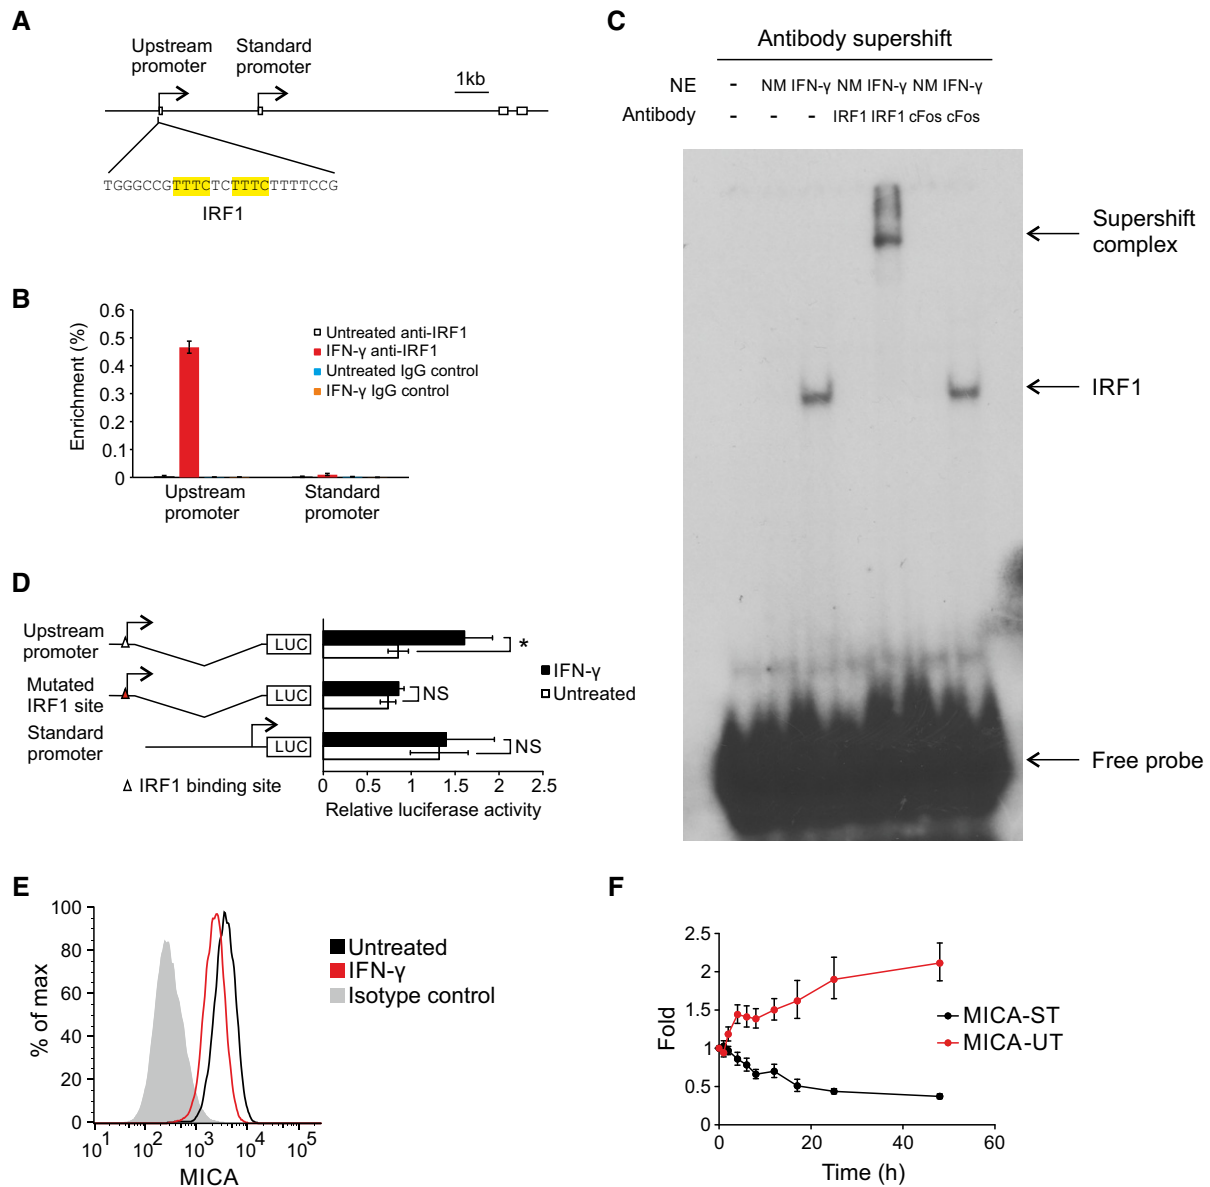 A
Upstream
promoter
Standard
promoter
1kb
TGGGCCGTTTCTCTTTCTTTTCCG
IRF1
B
Enrichment (%)
0.6
0.5
0.4
0.3
0.2
0.1
0
Untreated anti-IRF1
IFN-γ anti-IRF1
Untreated IgG control
IFN-γ IgG control
Upstream
promoter
Standard
promoter
C
Antibody supershift
NE - NM IFN-γ NM IFN-γ NM IFN-γ
Antibody - - - IRF1 IRF1 cFos cFos
Supershift
complex
IRF1
Free probe
D
Upstream
promoter
LUC
*
Mutated
IRF1 site
LUC
NS
Standard
promoter
LUC
NS
IFN-γ
Untreated
Δ IRF1 binding site
0 0.5 1 1.5 2 2.5
Relative luciferase activity
E
% of max
100
80
60
40
20
0
10¹ 10² 10³ 10⁴ 10⁵
MICA
Untreated
IFN-γ
Isotype control
F
Fold
2.5
2
1.5
1
0.5
0
0 20 40 60
Time (h)
MICA-ST
MICA-UT